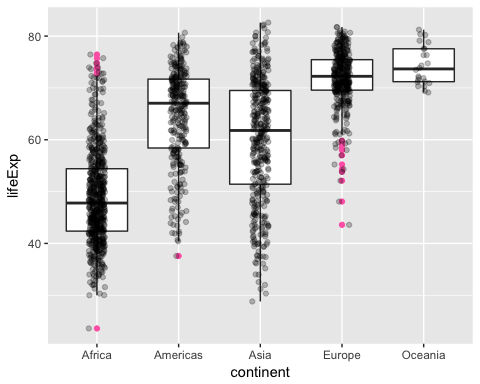 lifeExp
80
60
40
Africa Americas Asia Europe Oceania
continent